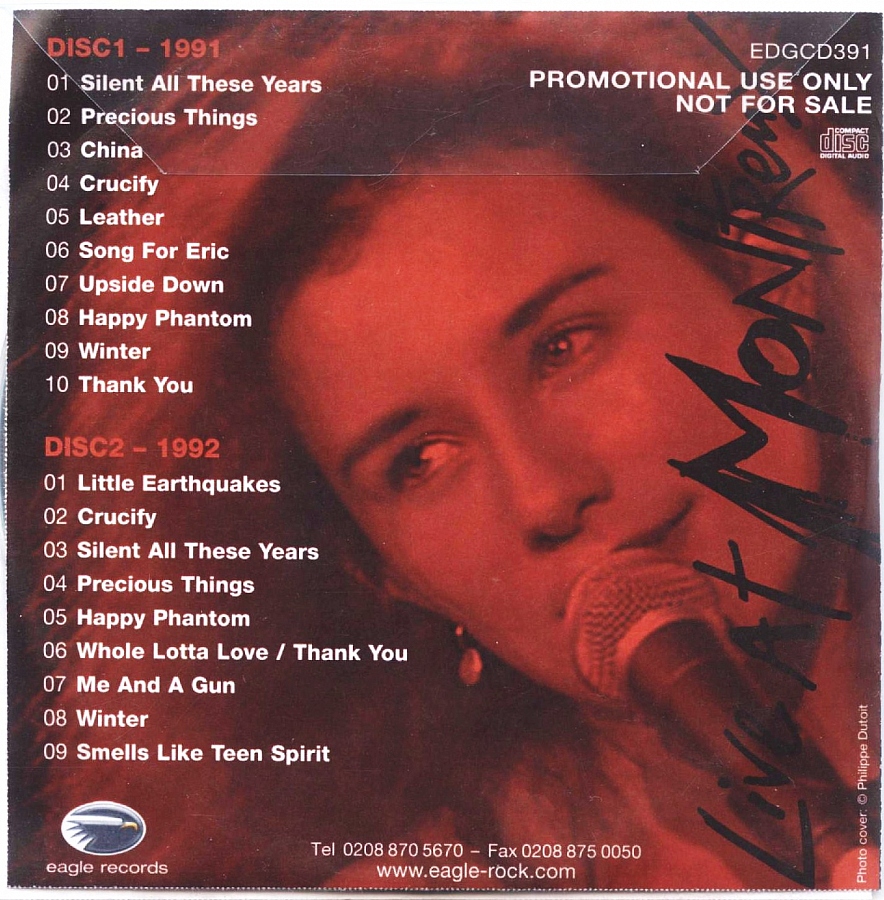 DISC1 – 1991
01 Silent All These Years
02 Precious Things
03 China
04 Crucify
05 Leather
06 Song For Eric
07 Upside Down
08 Happy Phantom
09 Winter
10 Thank You
DISC2 – 1992
01 Little Earthquakes
02 Crucify
03 Silent All These Years
04 Precious Things
05 Happy Phantom
06 Whole Lotta Love / Thank You
07 Me And A Gun
08 Winter
09 Smells Like Teen Spirit
EDGCD391
PROMOTIONAL USE ONLY
NOT FOR SALE
COMPACT
disc
DIGITAL AUDIO
Live At Montreux
Photo cover: © Philippe Dutoit
eagle records
Tel 0208 870 5670 – Fax 0208 875 0050
www.eagle-rock.com